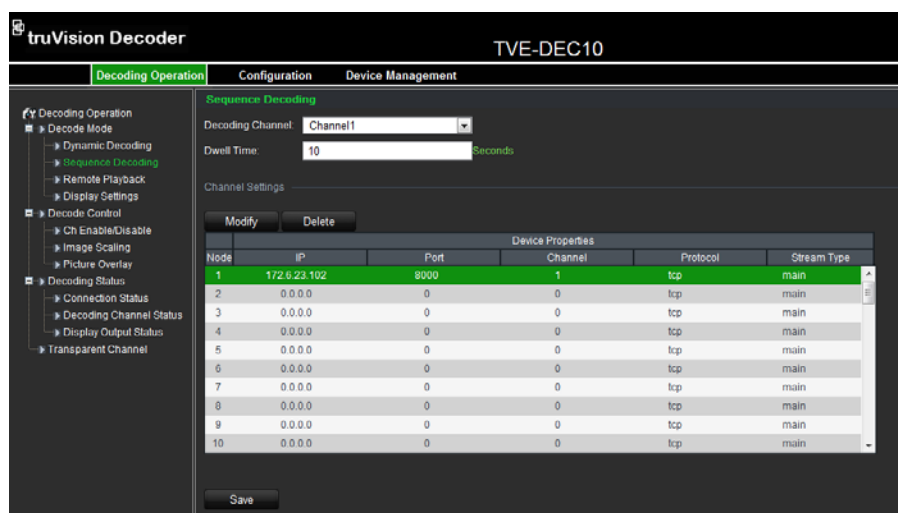 truVision Decoder
TVE-DEC10
Decoding Operation Configuration Device Management
Decoding Operation
Decode Mode
Dynamic Decoding
Sequence Decoding
Remote Playback
Display Settings
Decode Control
Ch Enable/Disable
Image Scaling
Picture Overlay
Decoding Status
Connection Status
Decoding Channel Status
Display Output Status
Transparent Channel
Sequence Decoding
Decoding Channel: Channel1
Dwell Time: 10 Seconds
Channel Settings
Modify Delete
Device Properties
Node IP Port Channel Protocol Stream Type
1 172.6.23.102 8000 1 tcp main
2 0.0.0.0 0 0 tcp main
3 0.0.0.0 0 0 tcp main
4 0.0.0.0 0 0 tcp main
5 0.0.0.0 0 0 tcp main
6 0.0.0.0 0 0 tcp main
7 0.0.0.0 0 0 tcp main
8 0.0.0.0 0 0 tcp main
9 0.0.0.0 0 0 tcp main
10 0.0.0.0 0 0 tcp main
Save